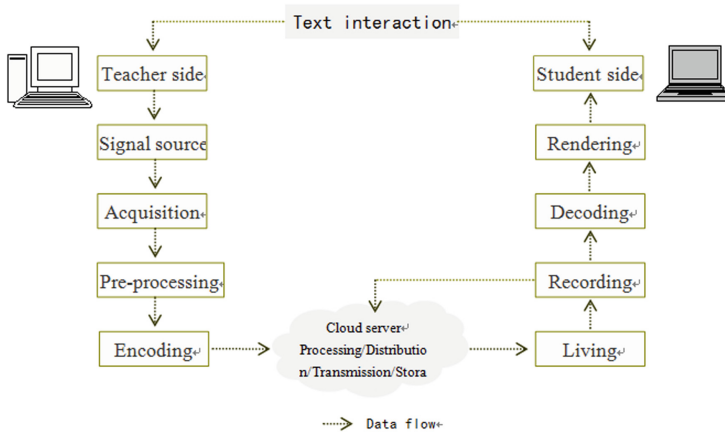 Text interaction
Teacher side
Student side
Signal source
Rendering
Acquisition
Decoding
Pre-processing
Recording
Cloud server
Processing/Distributio
n/Transmission/Stora
Encoding
Living
Data flow